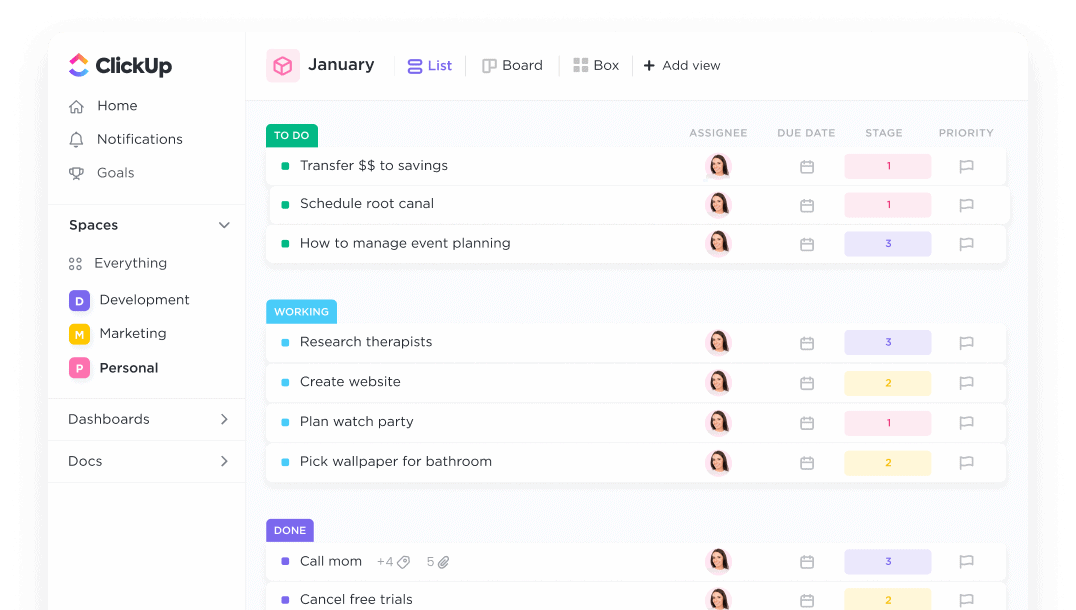 ClickUp
Home
Notifications
Goals
Spaces
Everything
D Development
M Marketing
P Personal
Dashboards
Docs
January List Board Box + Add view
TO DO ASSIGNEE DUE DATE STAGE PRIORITY
Transfer $$ to savings 1
Schedule root canal 1
How to manage event planning 3
WORKING
Research therapists 3
Create website 2
Plan watch party 1
Pick wallpaper for bathroom 2
DONE
Call mom +4 5 3
Cancel free trials 2